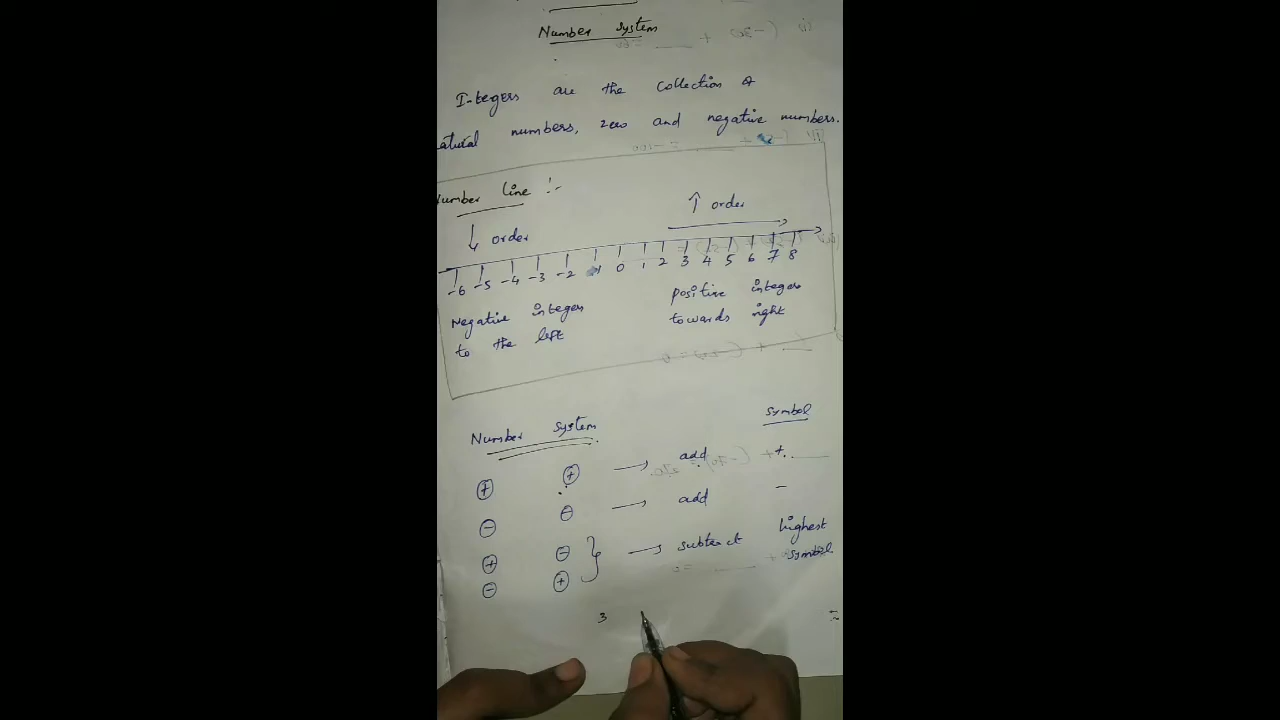 Number System
Integers are the collection of
atural numbers, zero and negative numbers.
umber line :-
↓ order
↑ order
-6 -5 -4 -3 -2 -1 0 1 2 3 4 5 6 7 8
Negative integers
to the left
positive integers
towards right
Number System
symbol
+ + → add +
- - → add -
+ - } → subtract highest
- + symbol
3